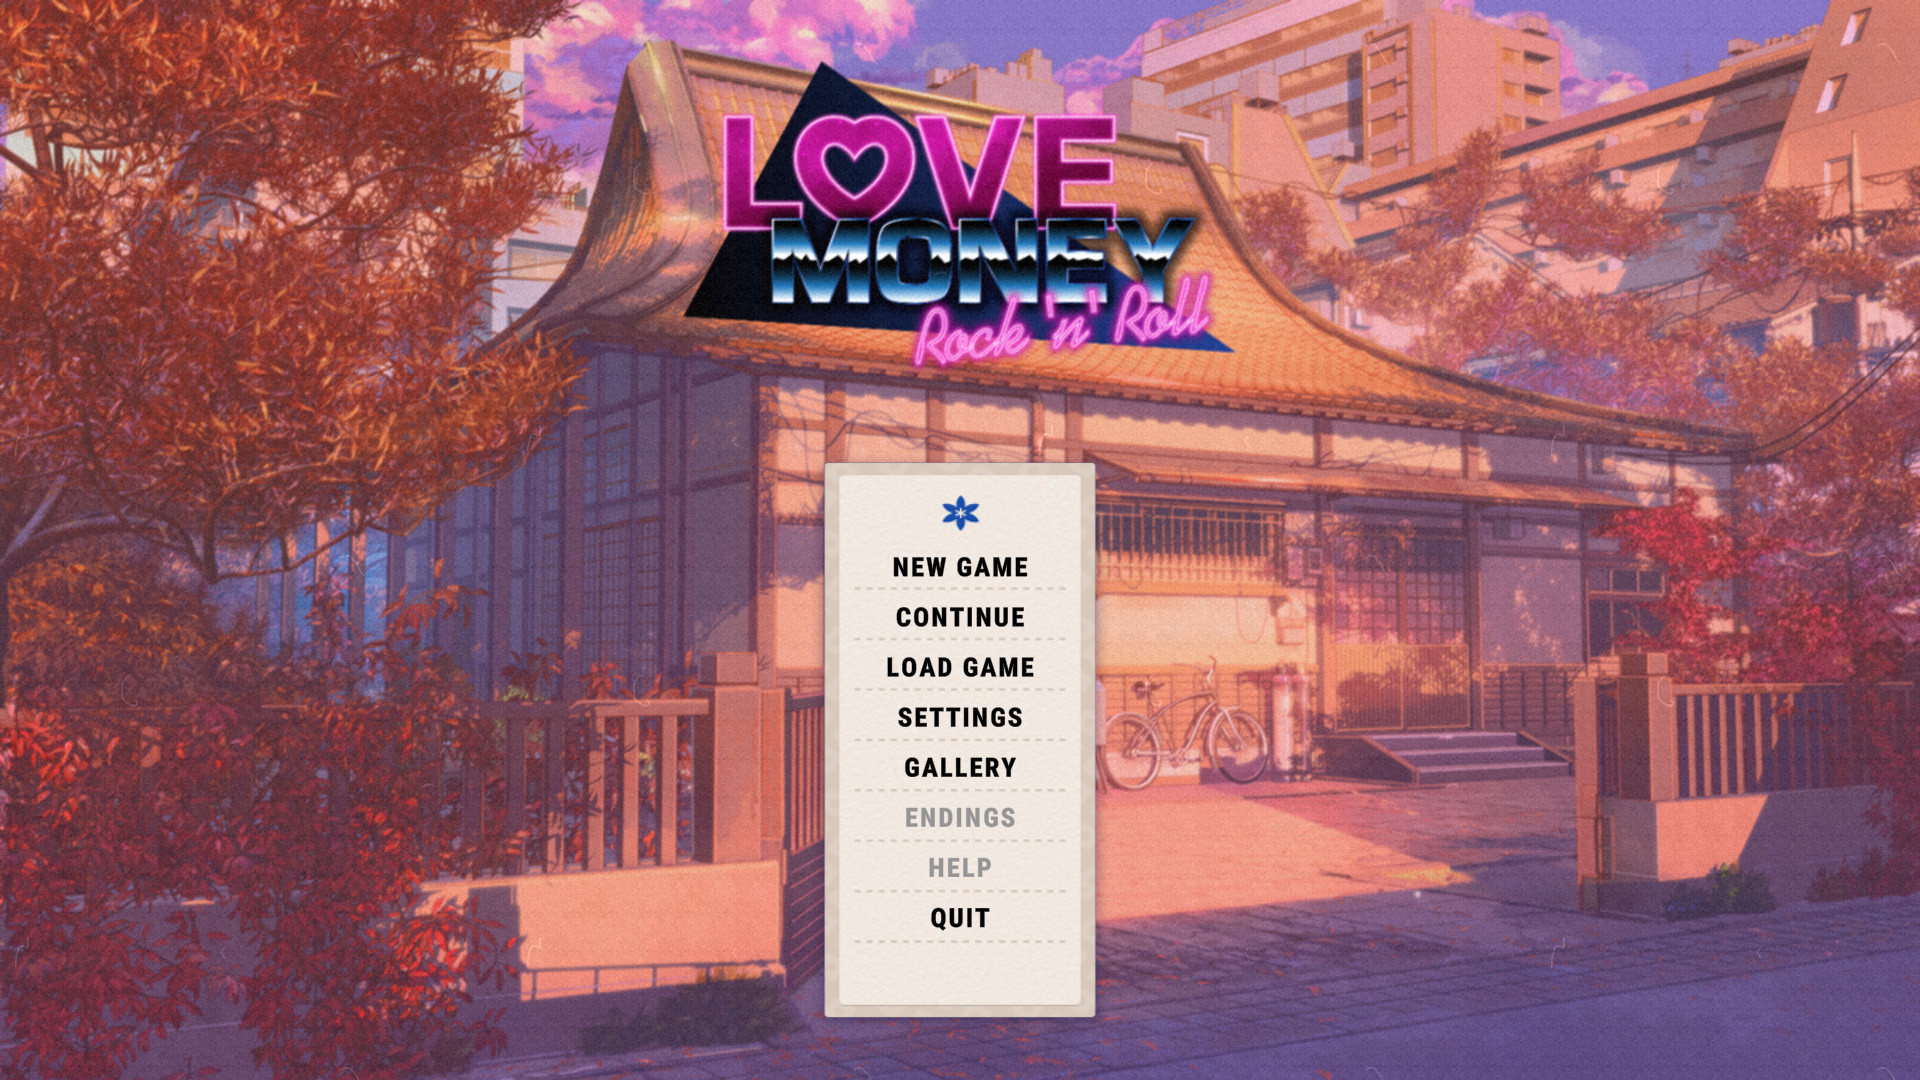 LOVE
MONEY
Rock 'n' Roll
NEW GAME
CONTINUE
LOAD GAME
SETTINGS
GALLERY
ENDINGS
HELP
QUIT